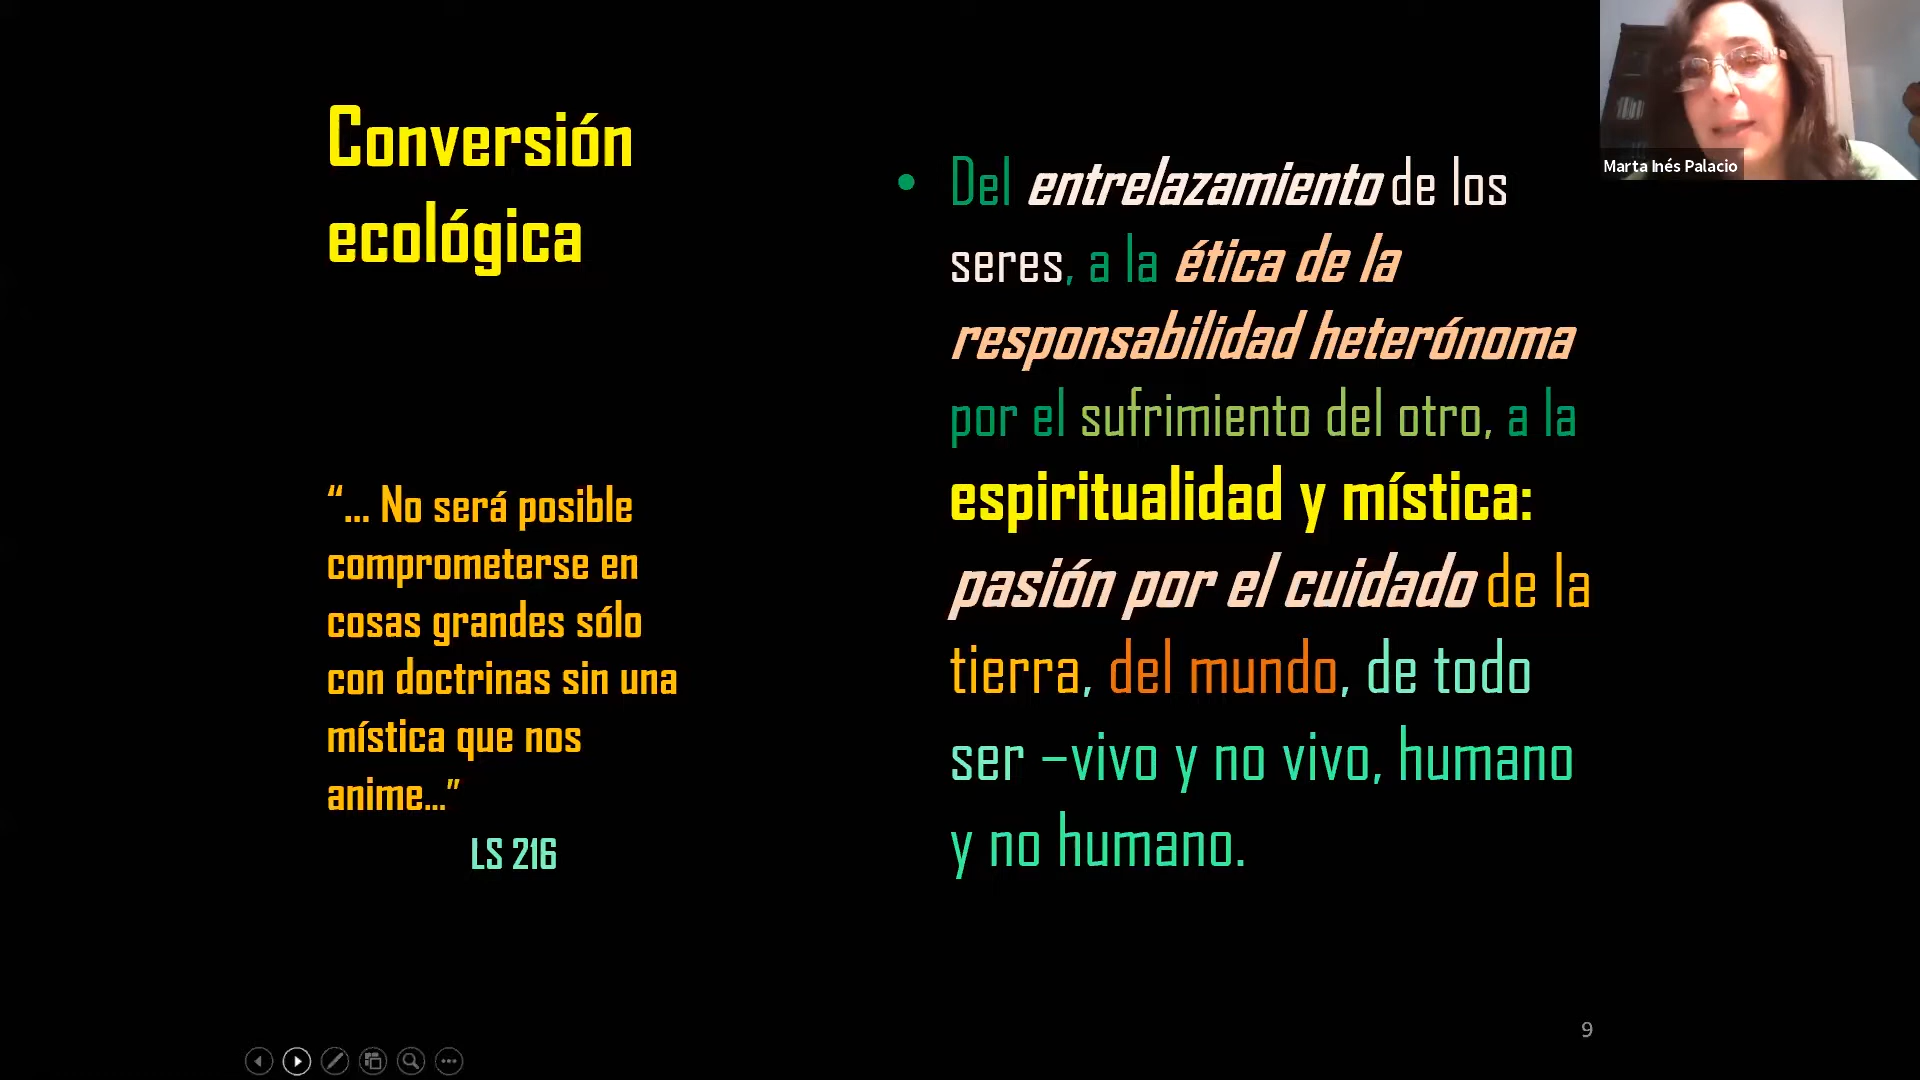 Conversión
ecológica
“... No será posible
comprometerse en
cosas grandes sólo
con doctrinas sin una
mística que nos
anime...”
LS 216
• Del entrelazamiento de los
seres, a la ética de la
responsabilidad heterónoma
por el sufrimiento del otro, a la
espiritualidad y mística:
pasión por el cuidado de la
tierra, del mundo, de todo
ser –vivo y no vivo, humano
y no humano.
Marta Inés Palacio
9